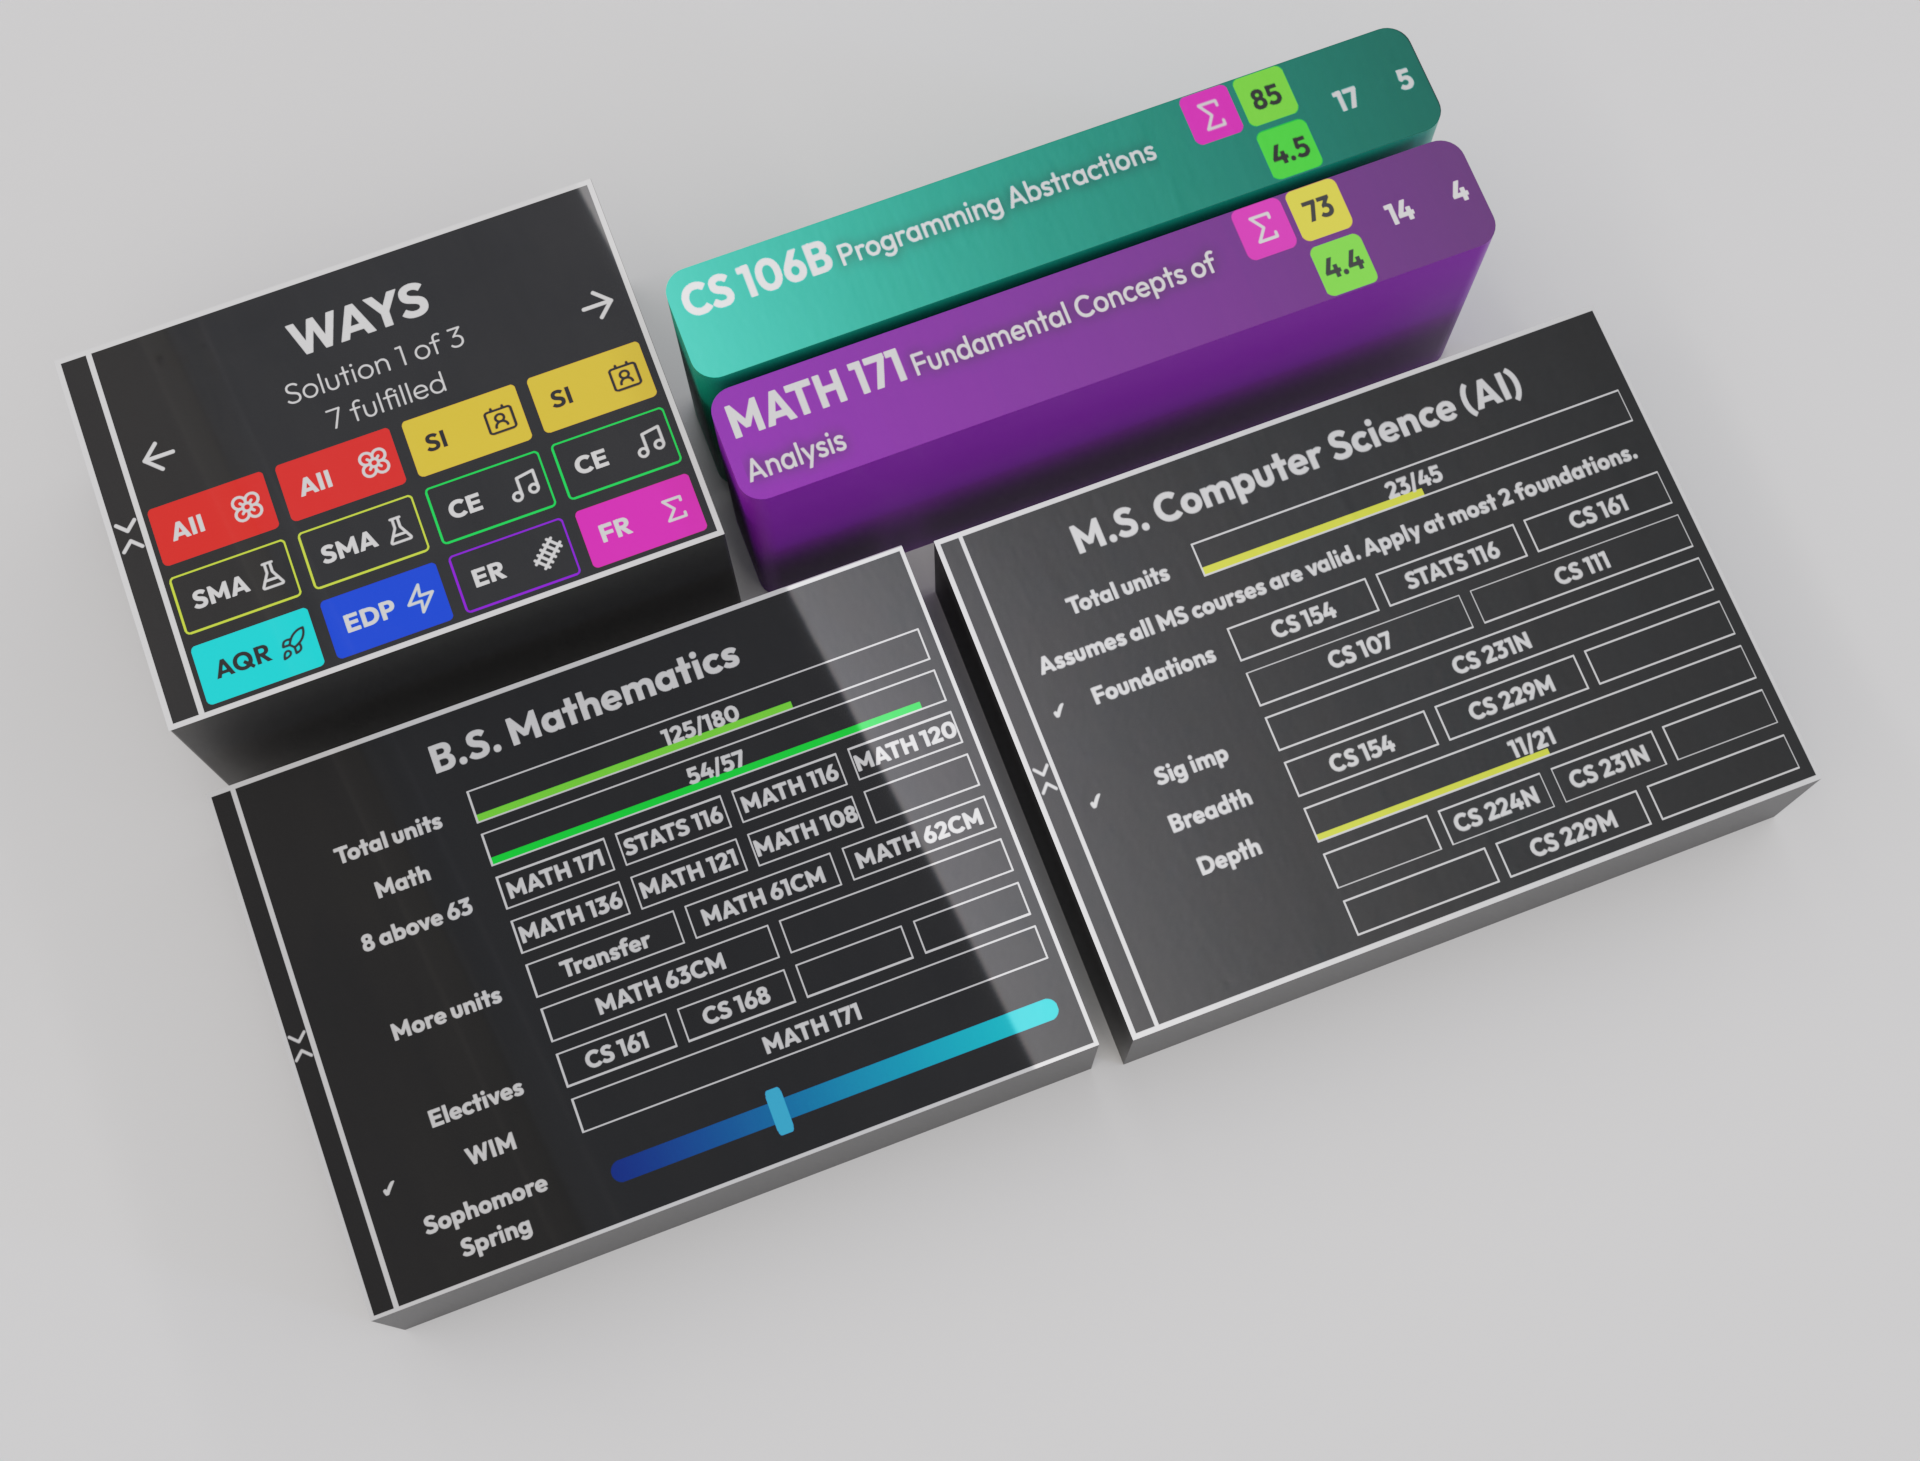 WAYS
Solution 1 of 3
7 fulfilled
AII
AII
SI
SI
SMA
SMA
CE
CE
AQR
EDP
ER
FR
Σ
CS 106B Programming Abstractions
Σ
85
4.5
17
5
MATH 171 Fundamental Concepts of
Analysis
Σ
73
4.4
14
4
B.S. Mathematics
Total units
125/180
Math
54/57
8 above 63
MATH 171
STATS 116
MATH 116
MATH 120
MATH 136
MATH 121
MATH 108
More units
Transfer
MATH 61CM
MATH 62CM
MATH 63CM
Electives
CS 161
CS 168
WIM
MATH 171
Sophomore
Spring
M.S. Computer Science (AI)
Total units
23/45
Assumes all MS courses are valid. Apply at most 2 foundations.
Foundations
CS 154
STATS 116
CS 161
CS 107
CS 111
Sig imp
CS 231N
Breadth
CS 154
CS 229M
Depth
11/21
CS 224N
CS 231N
CS 229M